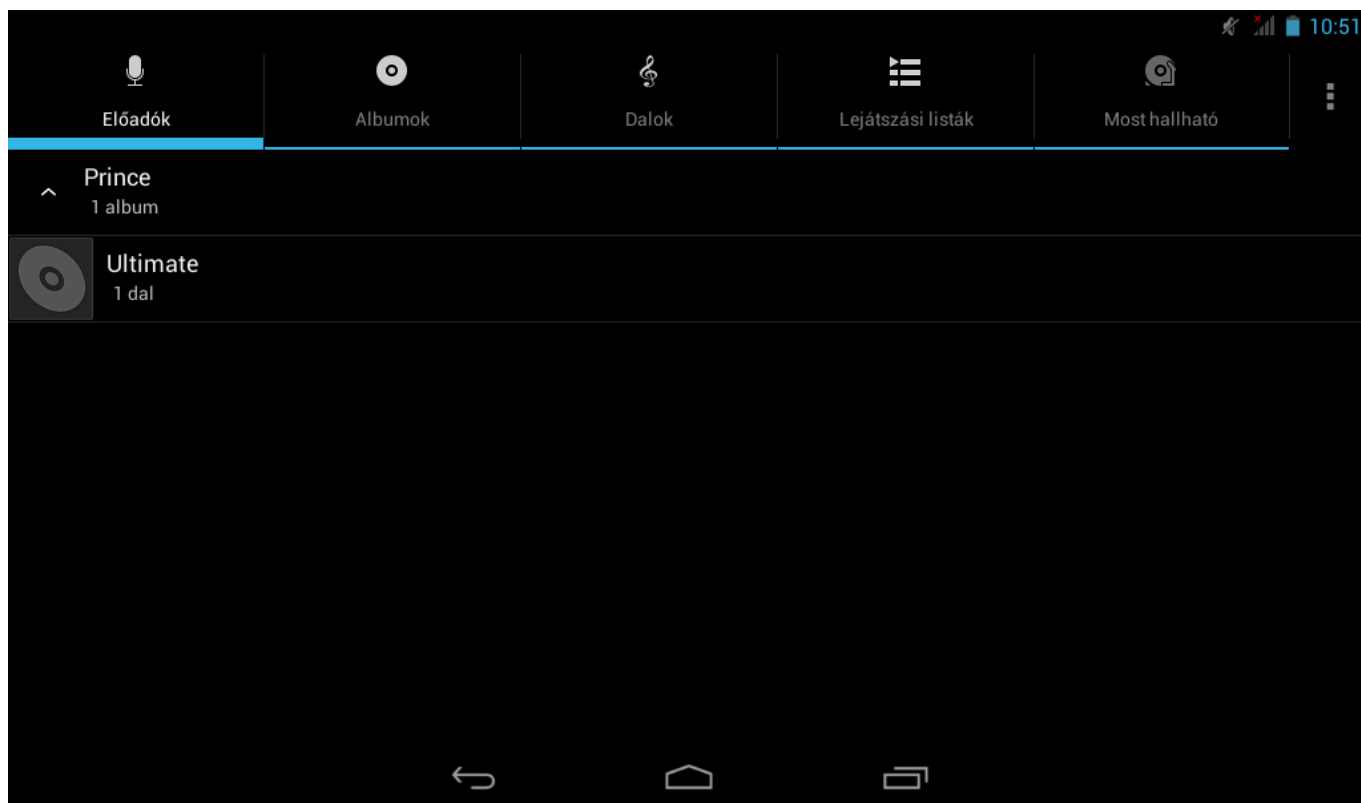 10:51
Előadók
Albumok
Dalok
Lejátszási listák
Most hallható
Prince
1 album
Ultimate
1 dal